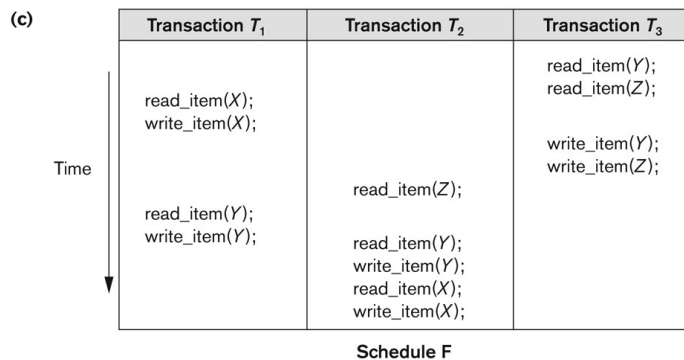 (c)
Transaction T1 Transaction T2 Transaction T3
read_item(Y);
read_item(Z);
read_item(X);
write_item(X);
write_item(Y);
write_item(Z);
Time
read_item(Z);
read_item(Y);
write_item(Y);
read_item(Y);
write_item(Y);
read_item(X);
write_item(X);
Schedule F